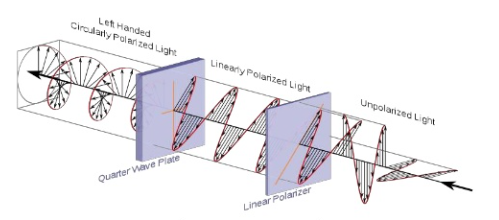 Left Handed
Circularly Polarized Light
Linearly Polarized Light
Unpolarized Light
Quarter Wave Plate
Linear Polarizer